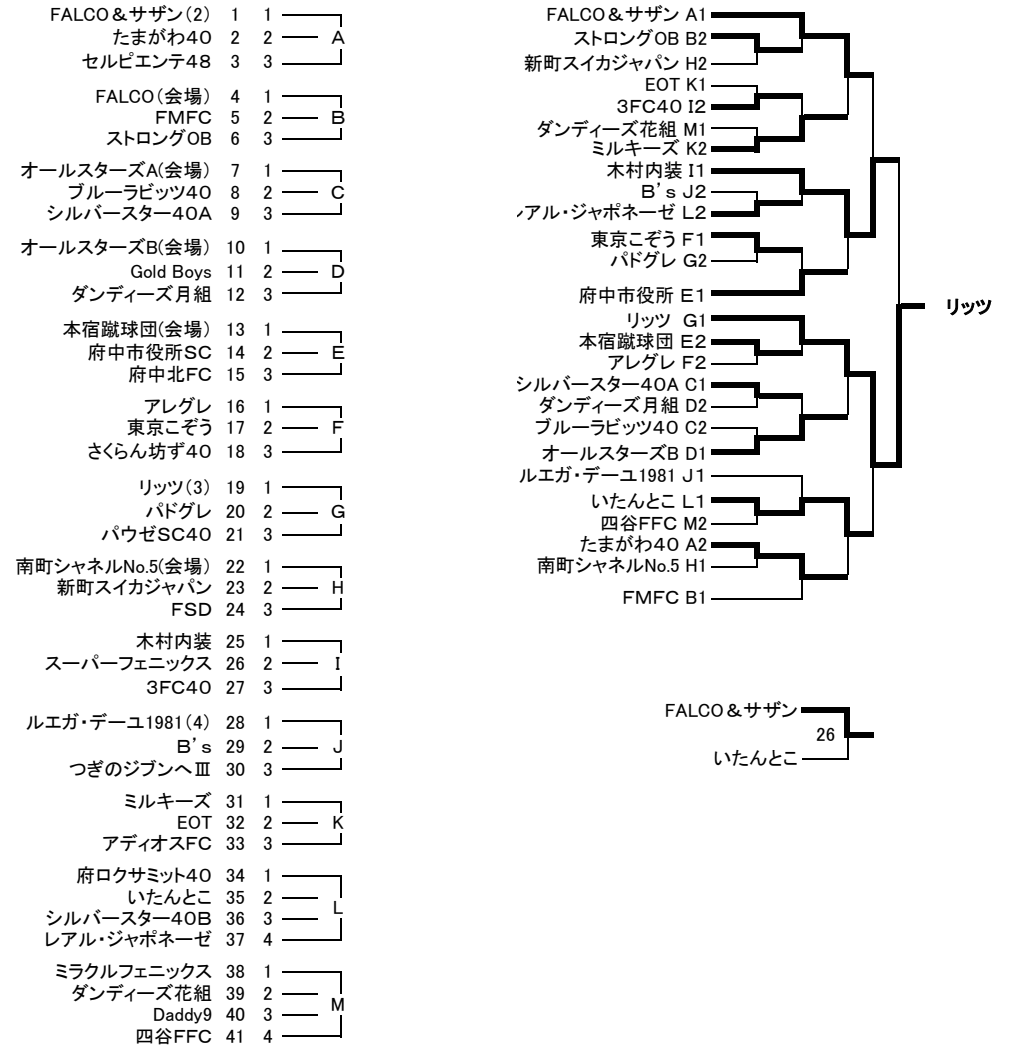 FALCO＆サザン(2) 1 1
たまがわ40 2 2 A
セルピエンテ48 3 3
FALCO(会場) 4 1
FMFC 5 2 B
ストロングOB 6 3
オールスターズA(会場) 7 1
ブルーラビッツ40 8 2 C
シルバースター40A 9 3
オールスターズB(会場) 10 1
Gold Boys 11 2 D
ダンディーズ月組 12 3
本宿蹴球団(会場) 13 1
府中市役所SC 14 2 E
府中北FC 15 3
アレグレ 16 1
東京こぞう 17 2 F
さくらん坊ず40 18 3
リッツ(3) 19 1
パドグレ 20 2 G
パウゼSC40 21 3
南町シャネルNo.5(会場) 22 1
新町スイカジャパン 23 2 H
FSD 24 3
木村内装 25 1
スーパーフェニックス 26 2 I
3FC40 27 3
ルエガ・デーユ1981(4) 28 1
B's 29 2 J
つぎのジブンへⅢ 30 3
ミルキーズ 31 1
EOT 32 2 K
アディオスFC 33 3
府ロクサミット40 34 1
いたんとこ 35 2
L
シルバースター40B 36 3
レアル・ジャポネーゼ 37 4
ミラクルフェニックス 38 1
ダンディーズ花組 39 2
M
Daddy9 40 3
四谷FFC 41 4
FALCO＆サザン A1
ストロングOB B2
新町スイカジャパン H2
EOT K1
3FC40 I2
ダンディーズ花組 M1
ミルキーズ K2
木村内装 I1
B's J2
レアル・ジャポネーゼ L2
東京こぞう F1
パドグレ G2
府中市役所 E1
リッツ
リッツ G1
本宿蹴球団 E2
アレグレ F2
シルバースター40A C1
ダンディーズ月組 D2
ブルーラビッツ40 C2
オールスターズB D1
ルエガ・デーユ1981 J1
いたんとこ L1
四谷FFC M2
たまがわ40 A2
南町シャネルNo.5 H1
FMFC B1
FALCO＆サザン
26
いたんとこ